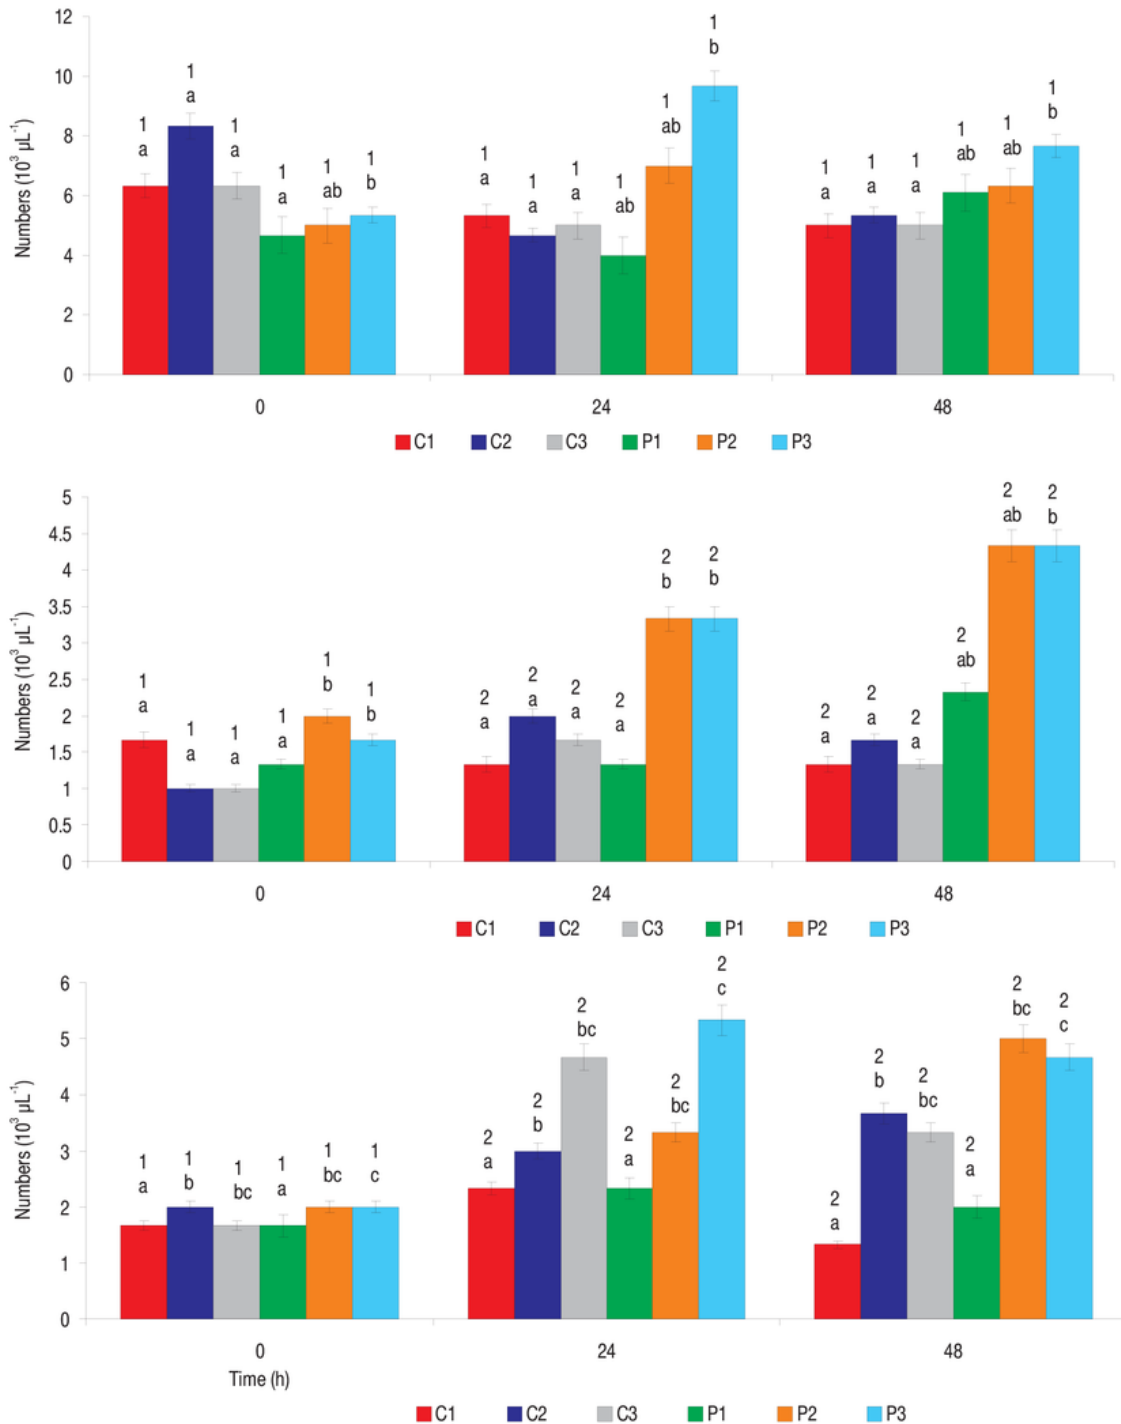 Numbers (10³ µL⁻¹)
12
10
8
6
4
2
0
1 1 1 1 1 1
a a a a ab b
1 1 1 1 1 1
a a a ab ab b
1 1 1 1 1 1
a a a ab ab b
0 24 48
C1 C2 C3 P1 P2 P3
Numbers (10³ µL⁻¹)
5
4.5
4
3.5
3
2.5
2
1.5
1
0.5
0
1 1 1 1 1 1
a a a a b b
2 2 2 2 2 2
a a a a b b
2 2 2 2 2 2
a a a ab ab b
0 24 48
C1 C2 C3 P1 P2 P3
Numbers (10³ µL⁻¹)
6
5
4
3
2
1
0
1 1 1 1 1 1
a b bc a bc c
2 2 2 2 2 2
a b bc a bc c
2 2 2 2 2 2
a b bc a bc c
0 24 48
Time (h)
C1 C2 C3 P1 P2 P3